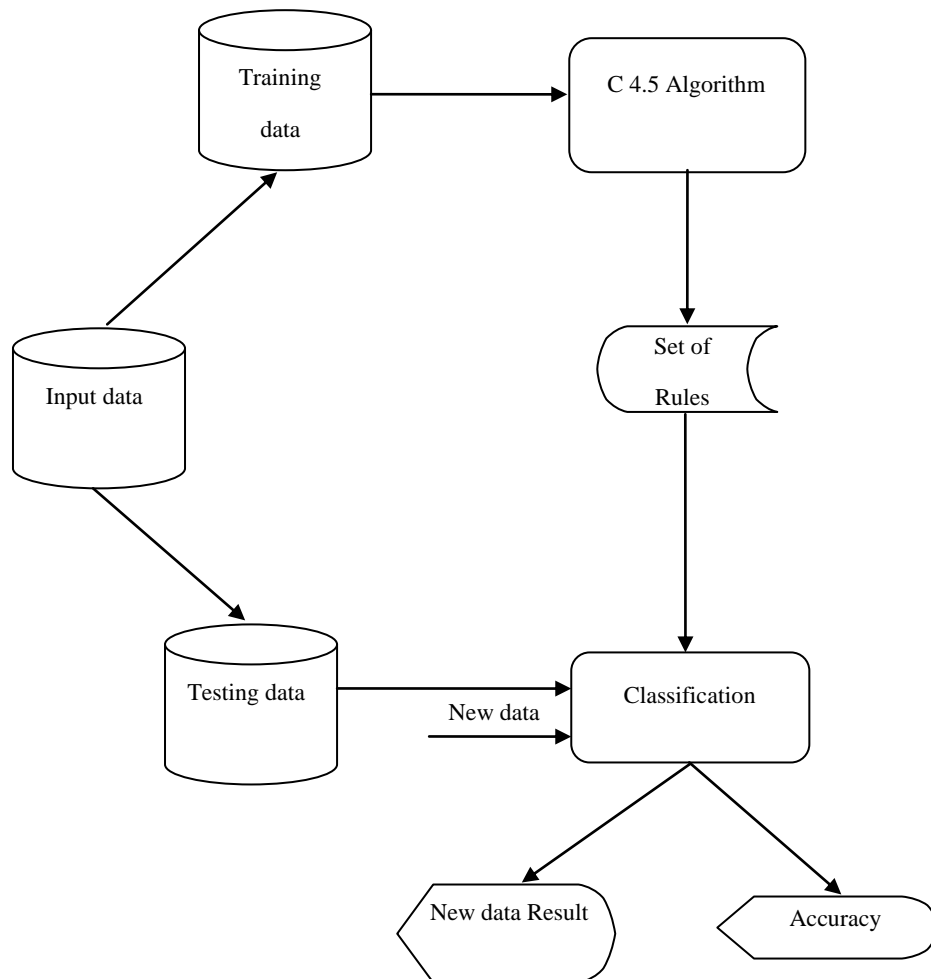 Training
data
C 4.5 Algorithm
Set of
Rules
Input data
Testing data
New data
Classification
New data Result
Accuracy